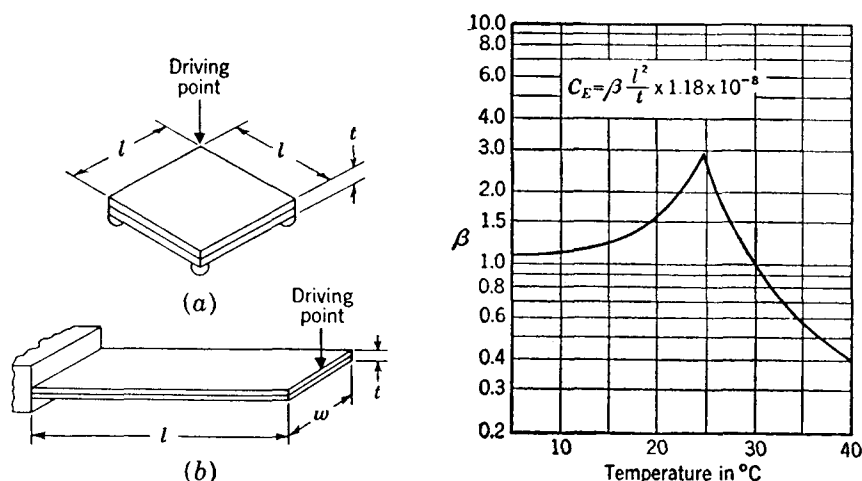 Driving
point
l
l
t
(a)
Driving
point
t
w
l
(b)
10.0
8.0
6.0
4.0
3.0
2.0
1.5
1.0
0.8
0.6
0.4
0.3
0.2
β
C_E=β l²/t x 1.18 x 10⁻⁸
10 20 30 40
Temperature in °C